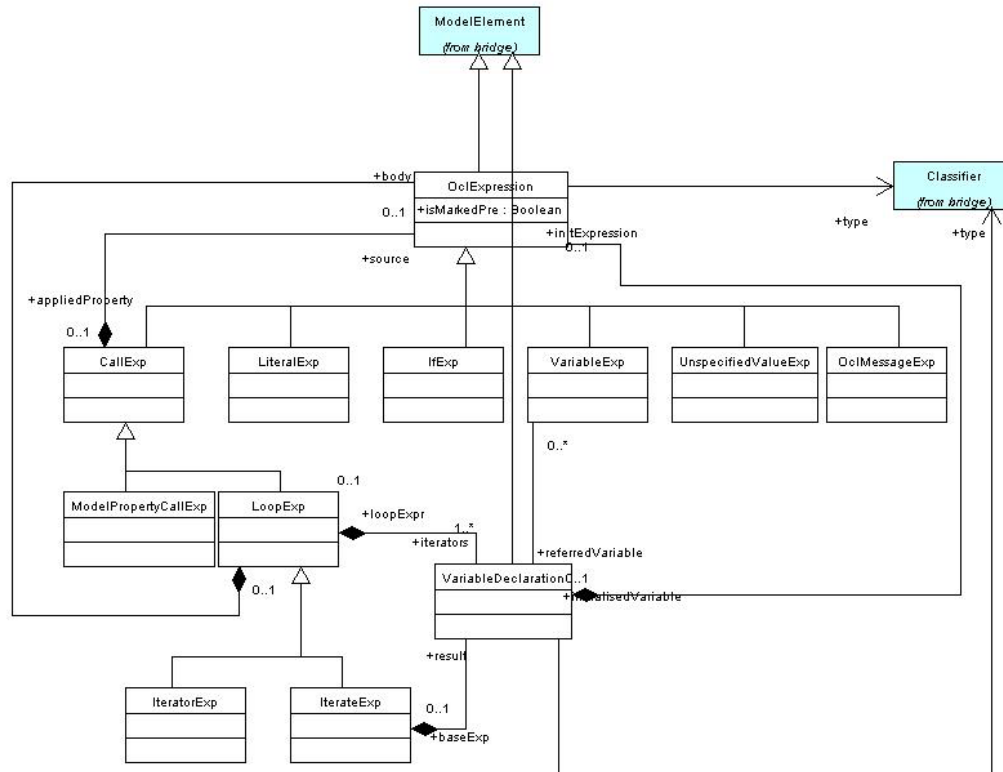 ModelElement
(from bridge)
+body
OclExpression
Classifier
(from bridge)
0..1
+isMarkedPre : Boolean
+type
+type
+initExpression
0..1
+source
+appliedProperty
0..1
CallExp
LiteralExp
IfExp
VariableExp
UnspecifiedValueExp
OclMessageExp
0..*
0..1
ModelPropertyCallExp
LoopExp
+loopExpr
1..*
+iterators
+referredVariable
0..1
VariableDeclaration
0..1
+initialisedVariable
+result
IteratorExp
IterateExp
0..1
+baseExp